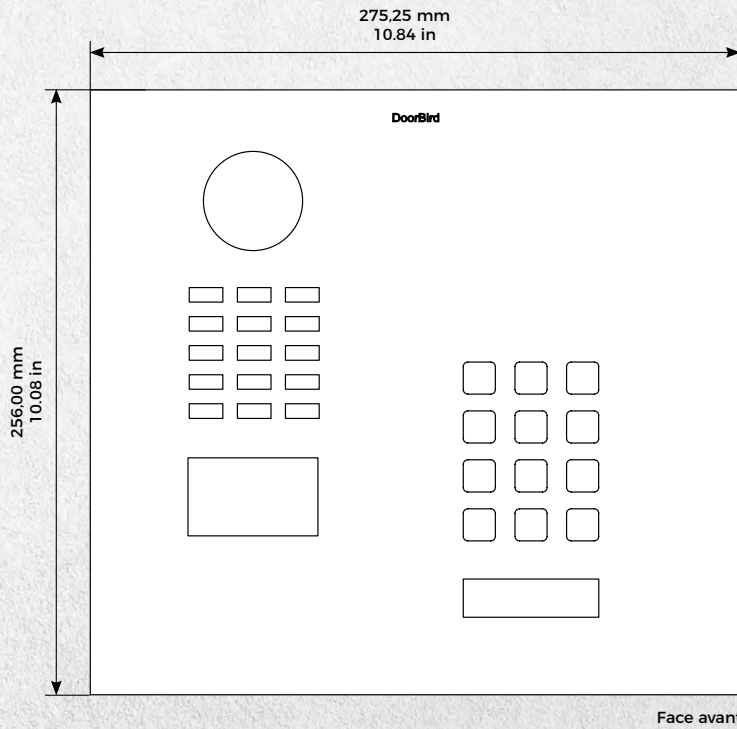 275,25 mm
10.84 in
DoorBird
256,00 mm
10.08 in
Face avant